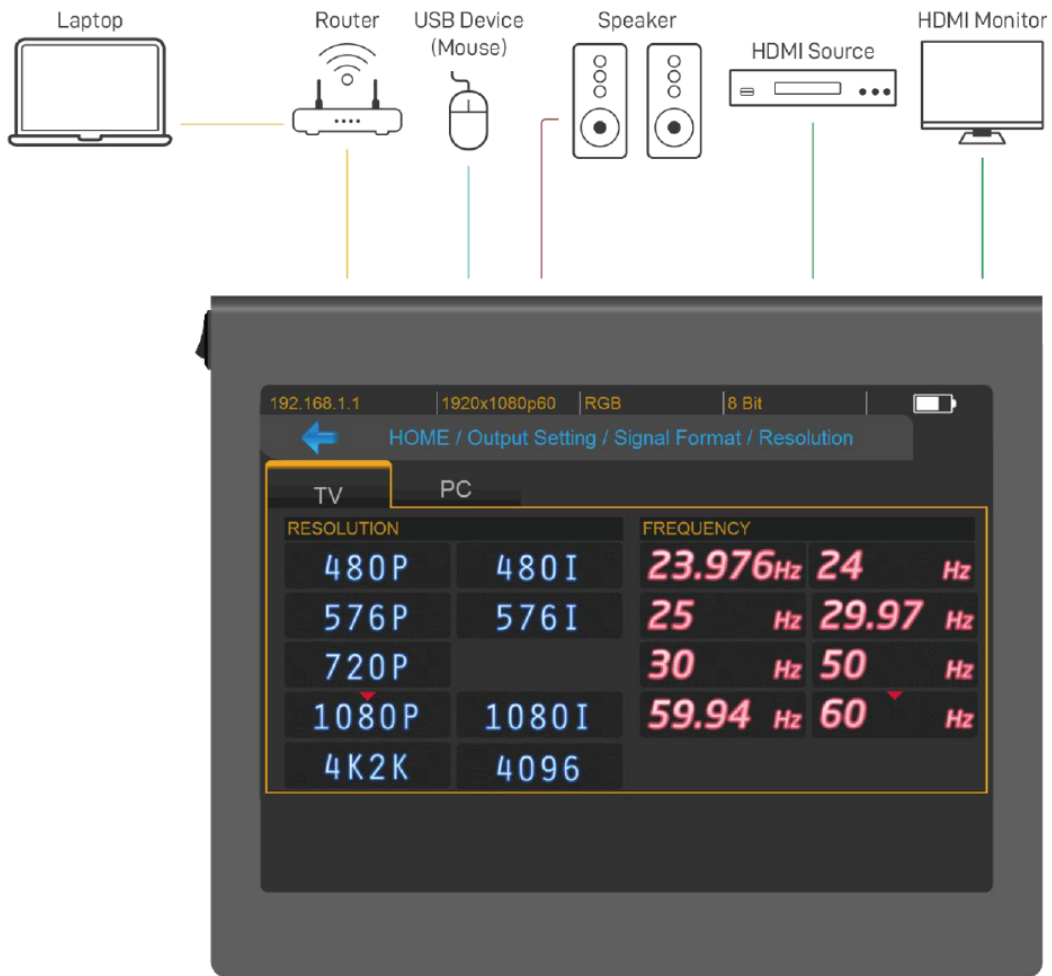 Laptop
Router
USB Device
(Mouse)
Speaker
HDMI Source
HDMI Monitor
192.168.1.1 1920x1080p60 RGB 8 Bit
HOME / Output Setting / Signal Format / Resolution
TV PC
RESOLUTION FREQUENCY
480P 480I 23.976Hz 24 Hz
576P 576I 25 Hz 29.97 Hz
720P 30 Hz 50 Hz
1080P 1080I 59.94 Hz 60 Hz
4K2K 4096